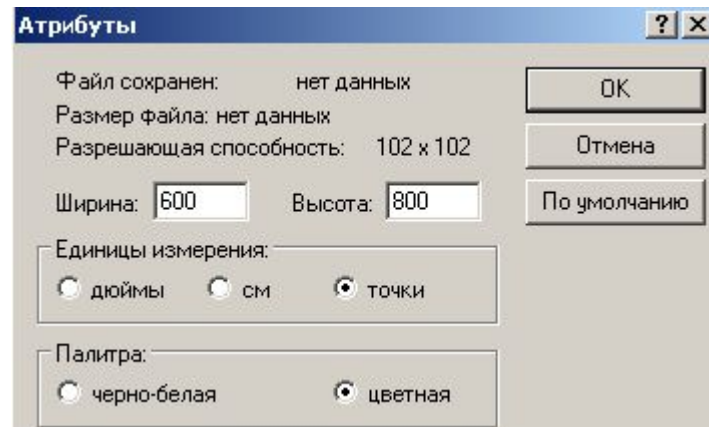 Атрибуты
Файл сохранен: нет данных
Размер файла: нет данных
Разрешающая способность: 102 x 102
Ширина: 600 Высота: 800
Единицы измерения:
дюймы см точки
Палитра:
черно-белая цветная
OK
Отмена
По умолчанию